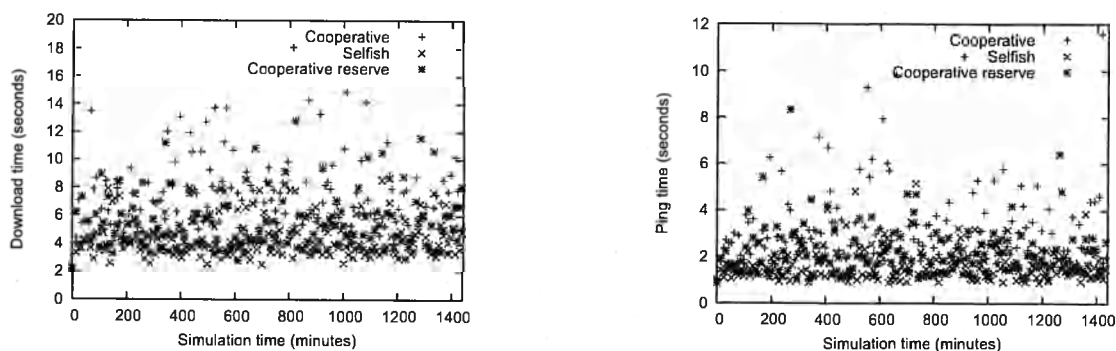 20
18
16
14
12
10
8
6
4
2
0
Download time (seconds)
Cooperative +
Selfish ×
Cooperative reserve ✳
0 200 400 600 800 1000 1200 1400
Simulation time (minutes)
12
10
8
6
4
2
0
Ping time (seconds)
Cooperative +
Selfish ×
Cooperative reserve ✳
0 200 400 600 800 1000 1200 1400
Simulation time (minutes)